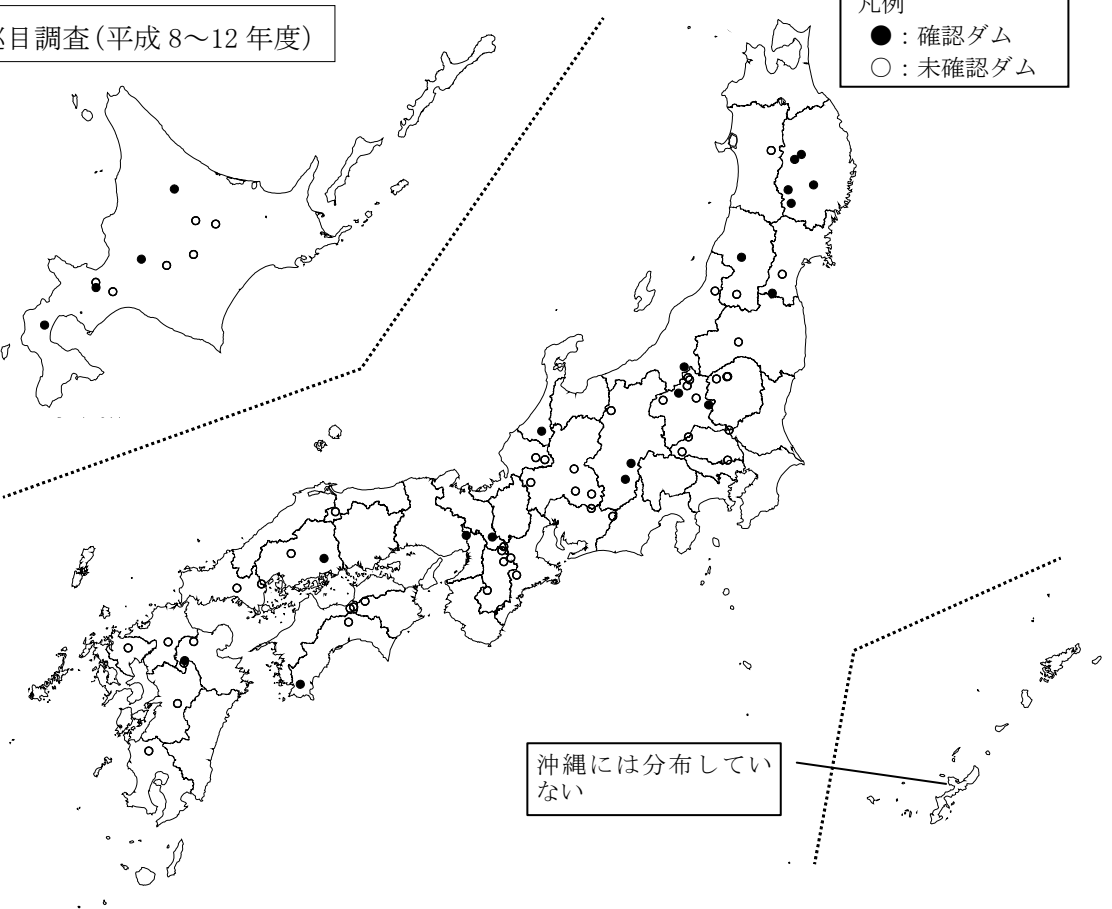 巡目調査(平成 8～12 年度)
凡例
●：確認ダム
○：未確認ダム
沖縄には分布してい
ない